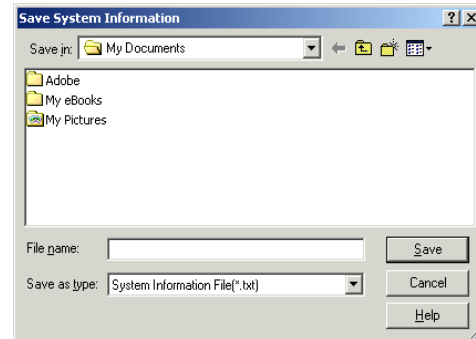 Save System Information
Save in: My Documents
Adobe
My eBooks
My Pictures
File name:
Save
Save as type: System Information File(*.txt)
Cancel
Help